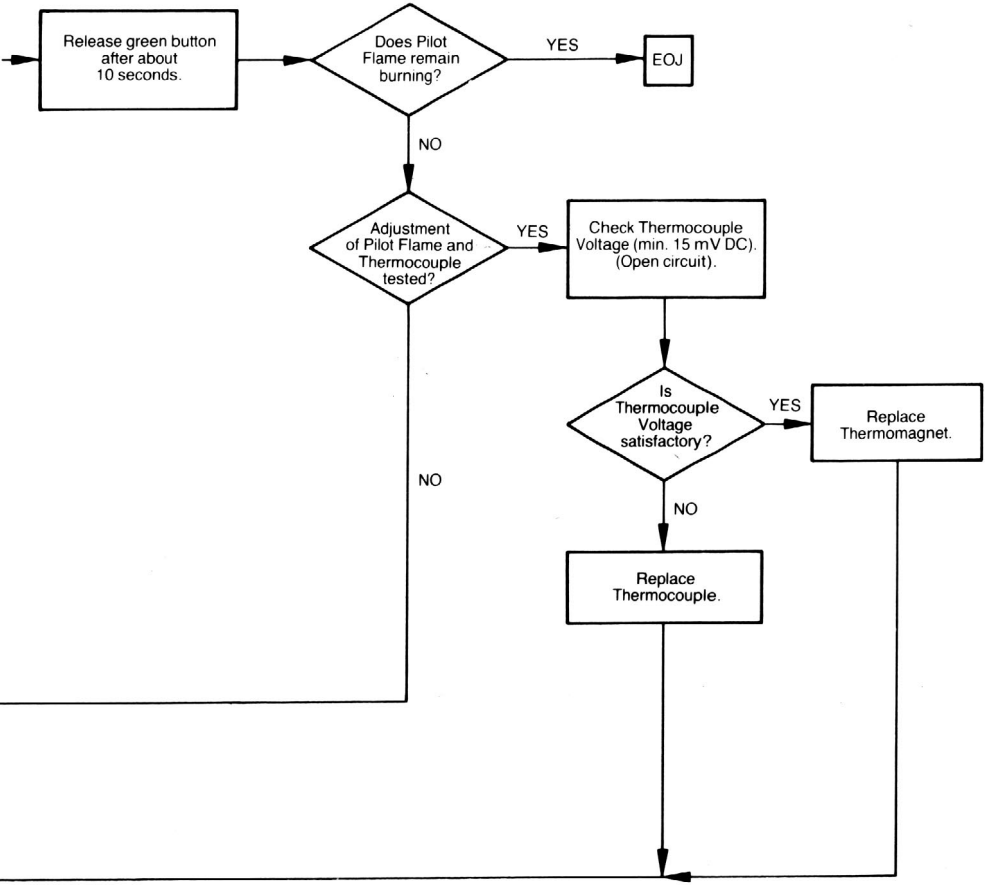 Release green button
after about
10 seconds.
Does Pilot
Flame remain
burning?
YES
EOJ
NO
Adjustment
of Pilot Flame and
Thermocouple
tested?
YES
Check Thermocouple
Voltage (min. 15 mV DC).
(Open circuit).
Is
Thermocouple
Voltage
satisfactory?
YES
Replace
Thermomagnet.
NO
NO
Replace
Thermocouple.